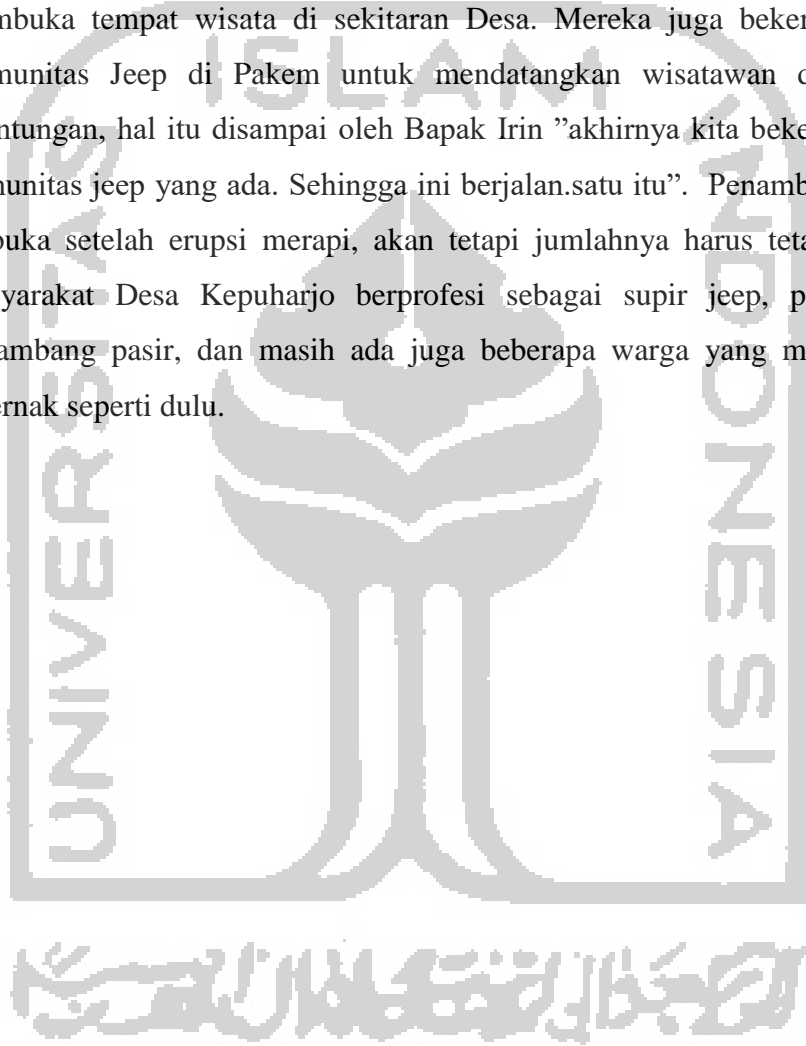 mbuka tempat wisata di sekitaran Desa. Mereka juga beker
munitas Jeep di Pakem untuk mendatangkan wisatawan d
ntungan, hal itu disampai oleh Bapak Irin ”akhirnya kita beke
munitas jeep yang ada. Sehingga ini berjalan.satu itu”. Penamb
buka setelah erupsi merapi, akan tetapi jumlahnya harus teta
yarakat Desa Kepuharjo berprofesi sebagai supir jeep, p
ambang pasir, dan masih ada juga beberapa warga yang m
ernak seperti dulu.
UNIVERSITAS
ISLAM
INDONESIA